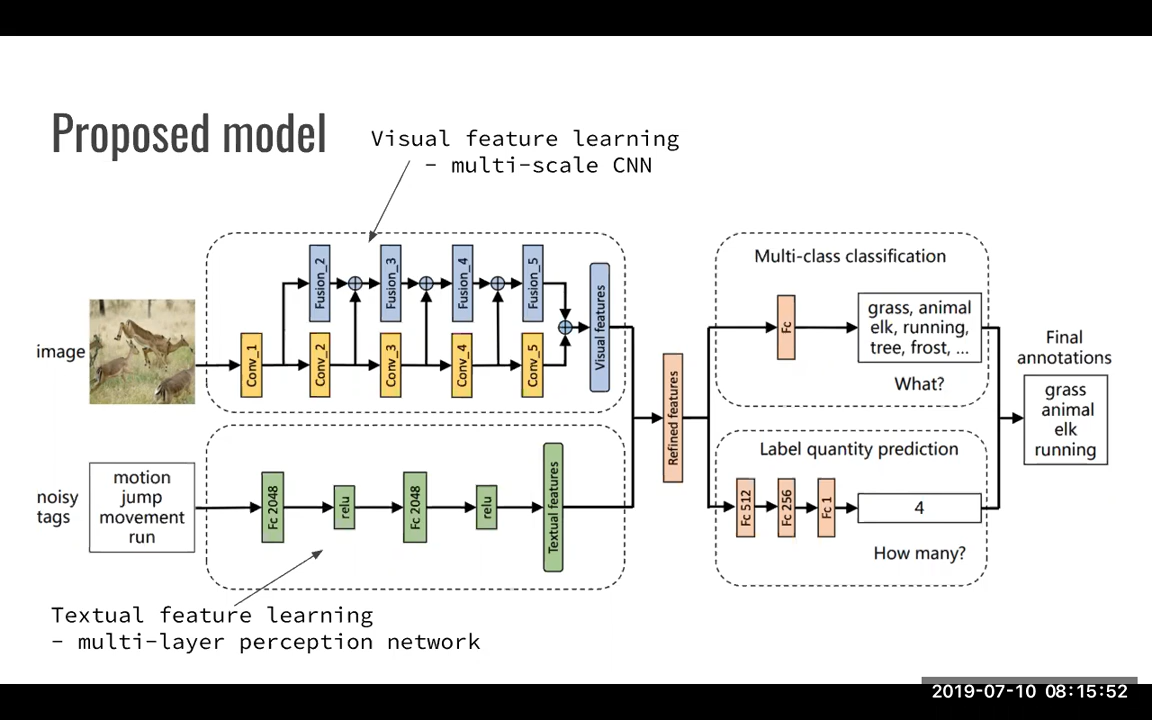 Proposed model
Visual feature learning
- multi-scale CNN
image
Conv_1
Fusion_2
Conv_2
Fusion_3
Conv_3
Fusion_4
Conv_4
Fusion_5
Conv_5
Visual features
noisy
tags
motion
jump
movement
run
Fc 2048
relu
Fc 2048
relu
Textual features
Refined features
Multi-class classification
Fc
grass, animal
elk, running,
tree, frost, ...
What?
Label quantity prediction
Fc 512
Fc 256
Fc 1
4
How many?
Final
annotations
grass
animal
elk
running
Textual feature learning
- multi-layer perception network
2019-07-10 08:15:52